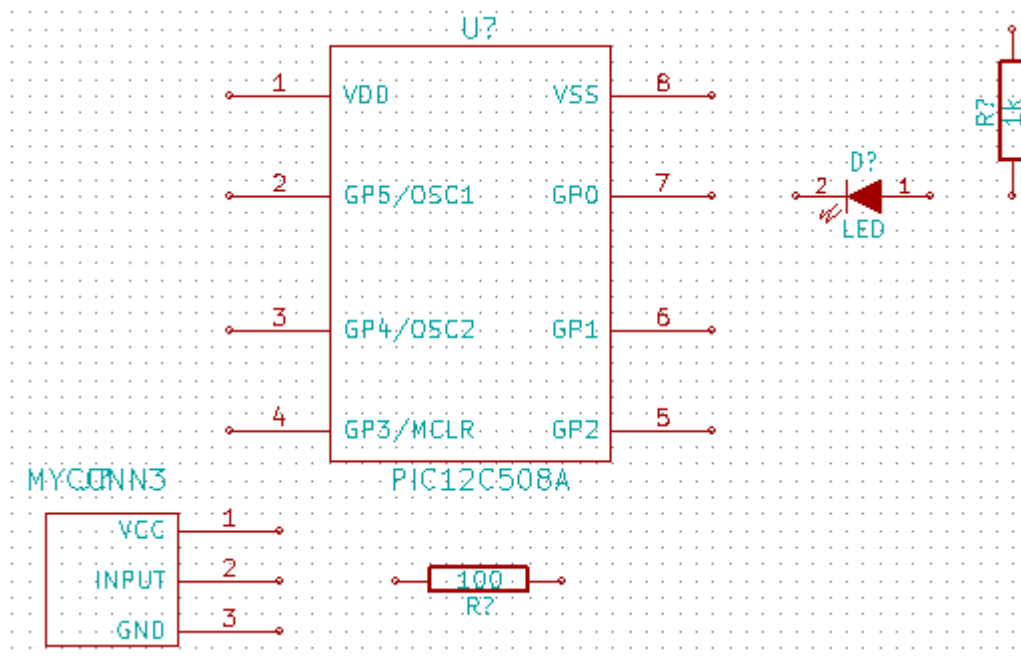 U?
1 VDD VSS 8
2 GP5/OSC1 GP0 7
3 GP4/OSC2 GP1 6
4 GP3/MCLR GP2 5
PIC12C508A
D?
2 1
LED
R?
1k
MYCONN3
VCC 1
INPUT 2
GND 3
100
R?